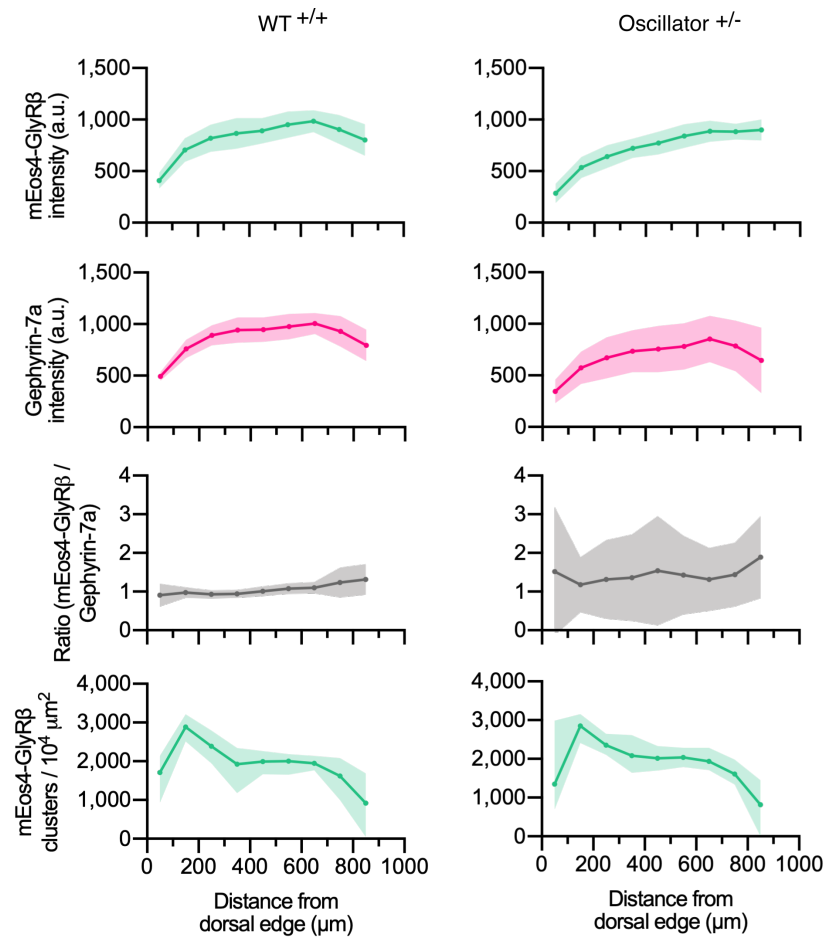 WT +/+
Oscillator +/-
mEos4-GlyRβ
intensity (a.u.)
1,500
1,000
500
0
1,500
1,000
500
0
Gephyrin-7a
intensity (a.u.)
1,500
1,000
500
0
1,500
1,000
500
0
Ratio (mEos4-GlyRβ /
Gephyrin-7a)
4
3
2
1
0
4
3
2
1
0
mEos4-GlyRβ
clusters / 10⁴ µm²
4,000
3,000
2,000
1,000
0
0 200 400 600 800 1000
Distance from
dorsal edge (µm)
4,000
3,000
2,000
1,000
0
0 200 400 600 800 1000
Distance from
dorsal edge (µm)